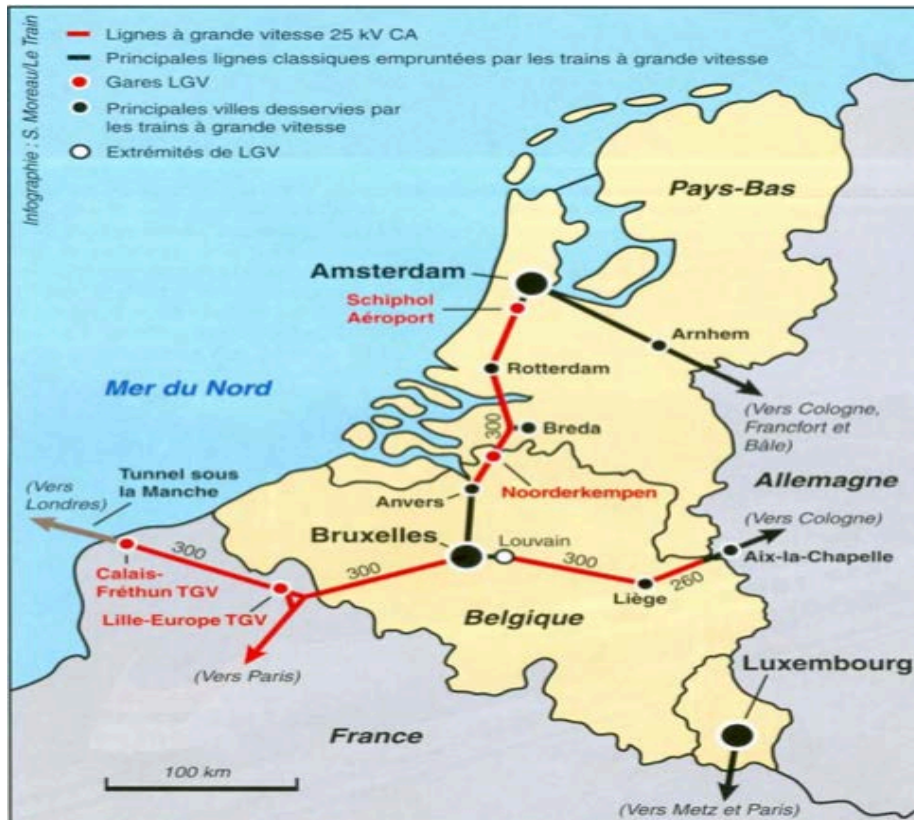 Infographie : S. Moreau/Le Train
Lignes à grande vitesse 25 kV CA
Principales lignes classiques empruntées par les trains à grande vitesse
Gares LGV
Principales villes desservies par
les trains à grande vitesse
Extrémités de LGV
Pays-Bas
Amsterdam
Schiphol
Aéroport
Arnhem
Rotterdam
Mer du Nord
(Vers Cologne,
Francfort et
Bâle)
300
Breda
Tunnel sous
la Manche
(Vers
Londres)
Anvers
Noorderkempen
Allemagne
(Vers Cologne)
Bruxelles
Louvain
Aix-la-Chapelle
300
300
300
260
Calais-
Fréthun TGV
Lille-Europe TGV
Liège
Belgique
(Vers Paris)
Luxembourg
France
100 km
(Vers Metz et Paris)